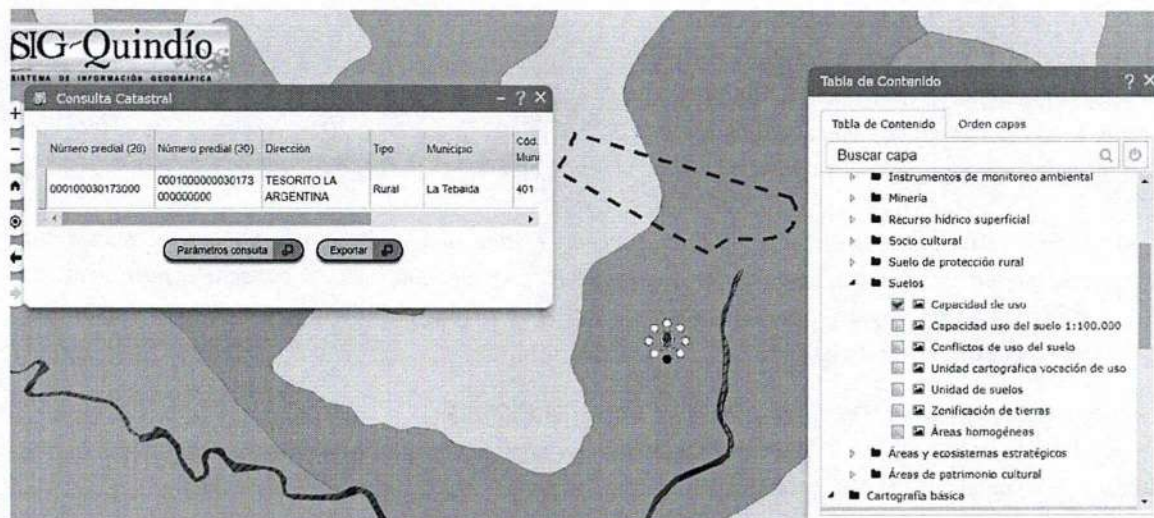 SIG-Quindío
SISTEMA DE INFORMACIÓN GEOGRÁFICA
Consulta Catastral
Número predial (20) Número predial (30) Dirección Tipo Municipio Cód. Muni
000100030173000 0001000000030173 TESORITO LA Rural La Tebaida 401
000000000 ARGENTINA
Parámetros consulta Exportar
Tabla de Contenido
Tabla de Contenido Orden capas
Buscar capa
Instrumentos de monitoreo ambiental
Minería
Recurso hídrico superficial
Socio cultural
Suelo de protección rural
Suelos
Capacidad de uso
Capacidad uso del suelo 1:100.000
Conflictos de uso del suelo
Unidad cartografica vocación de uso
Unidad de suelos
Zonificación de tierras
Áreas homogéneas
Áreas y ecosistemas estratégicos
Áreas de patrimonio cultural
Cartografía básica